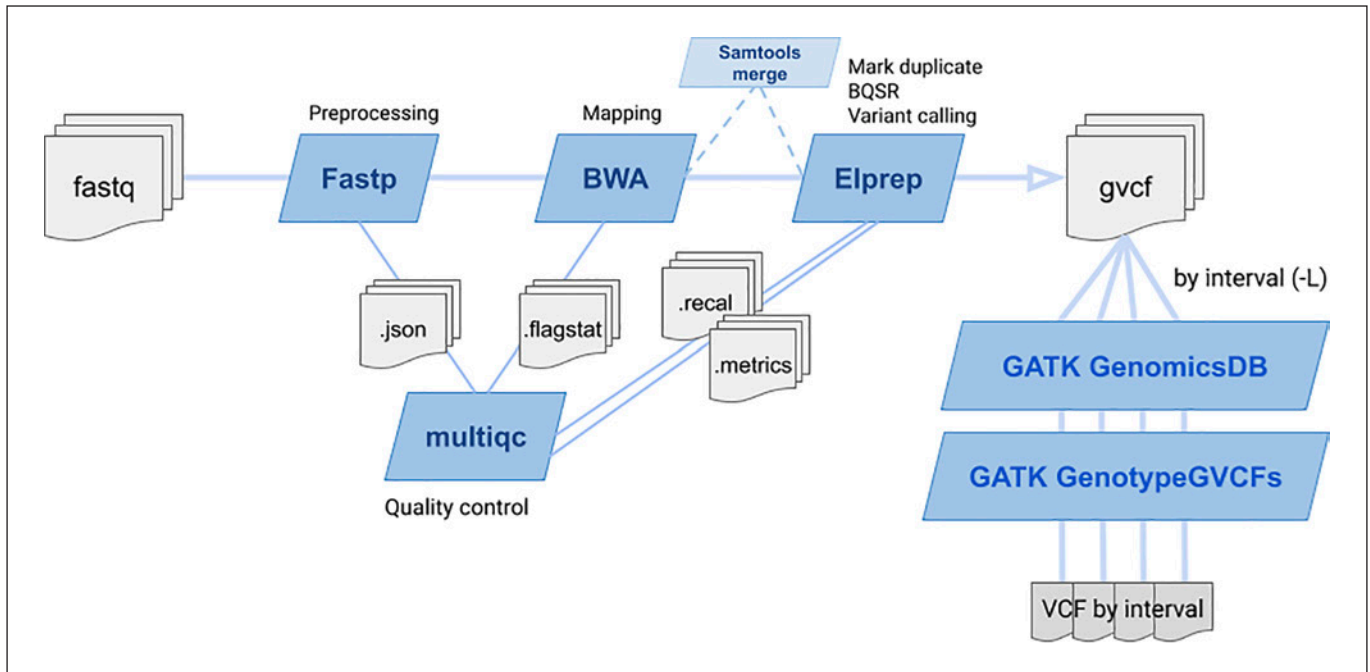 Samtools
merge
Mark duplicate
BQSR
Variant calling
Preprocessing
Mapping
fastq
Fastp
BWA
Elprep
gvcf
by interval (-L)
.json
.flagstat
.recal
.metrics
GATK GenomicsDB
multiqc
GATK GenotypeGVCFs
Quality control
VCF by interval